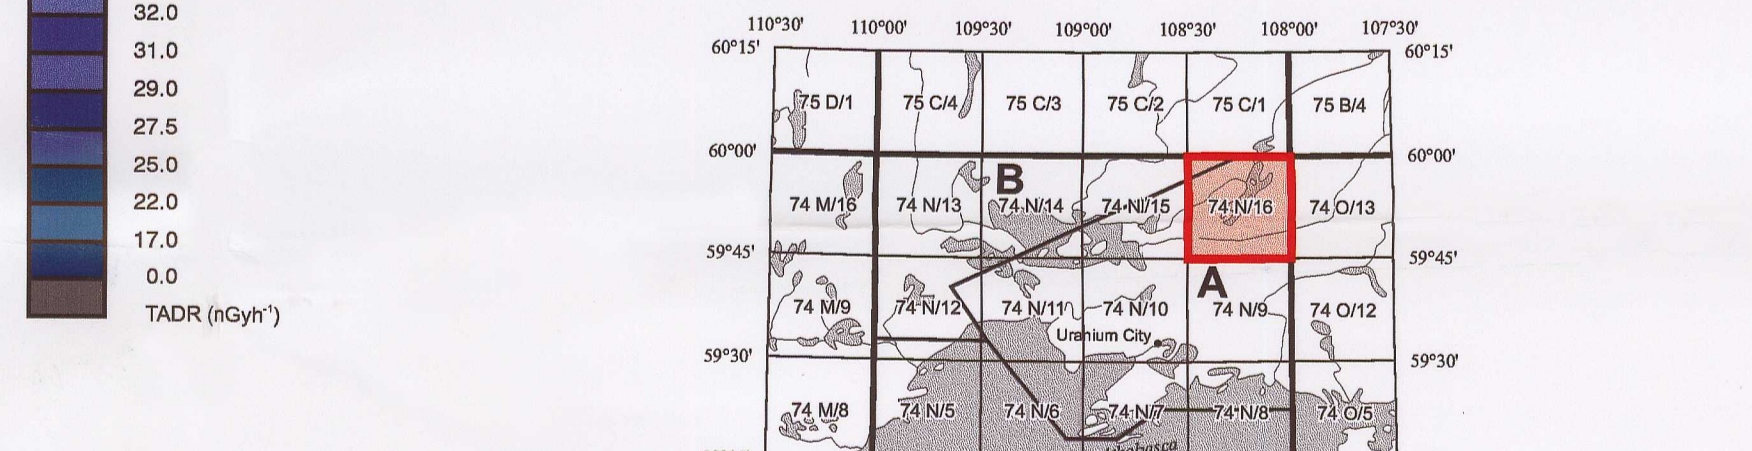 32.0
31.0
29.0
27.5
25.0
22.0
17.0
0.0
TADR (nGyh⁻¹)
110°30' 110°00' 109°30' 109°00' 108°30' 108°00' 107°30'
60°15' 60°15'
75 D/1 75 C/4 75 C/3 75 C/2 75 C/1 75 B/4
60°00' 60°00'
B
74 M/16 74 N/13 74 N/14 74 N/15 74 N/16 74 O/13
59°45' 59°45'
A
74 M/9 74 N/12 74 N/11 74 N/10 74 N/9 74 O/12
Uranium City
59°30' 59°30'
74 M/8 74 N/5 74 N/6 74 N/7 74 N/8 74 O/5